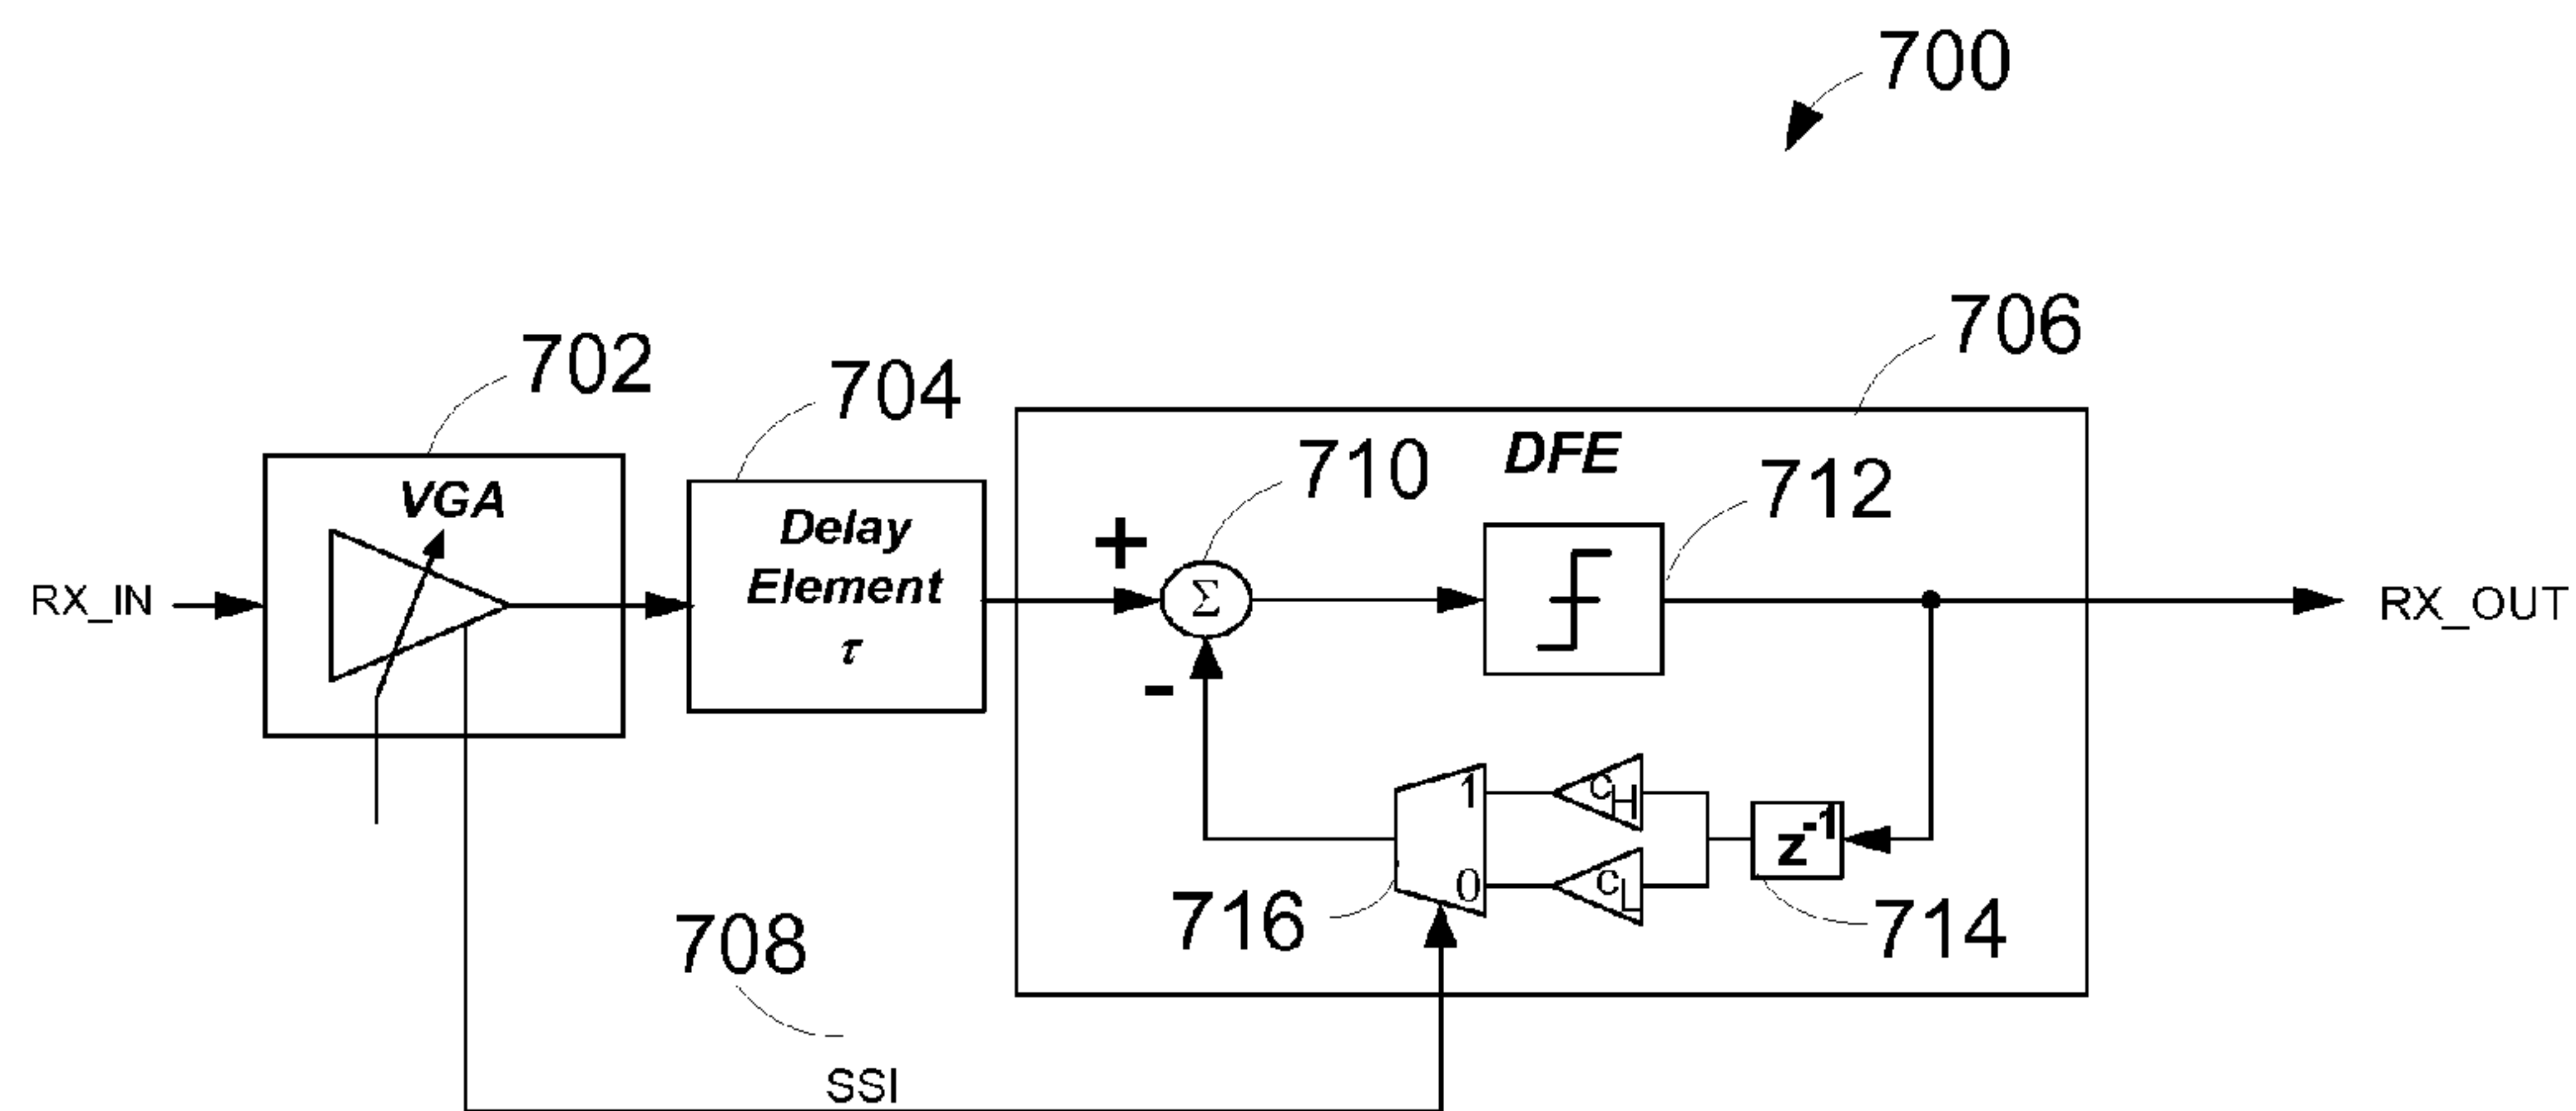 700
706
702
704
DFE
710
712
VGA
Delay
Element
τ
+
Σ
-
RX_IN
RX_OUT
1
0
cH
cL
z-1
716
714
708
SSI